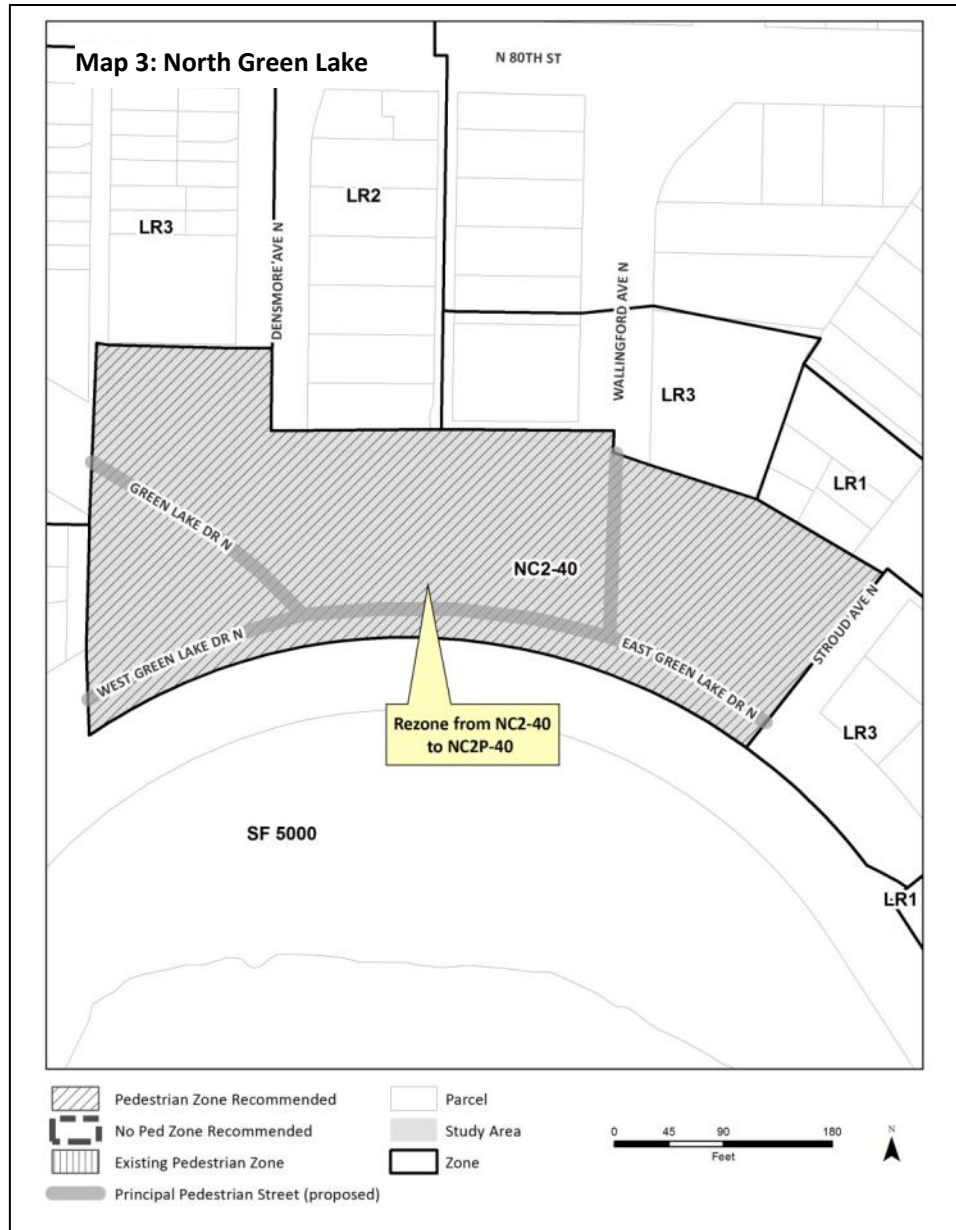 Map 3: North Green Lake
N 80TH ST
LR2
LR3
DENSMORE AVE N
WALLINGFORD AVE N
LR3
LR1
GREEN LAKE DR N
NC2-40
WEST GREEN LAKE DR N
EAST GREEN LAKE DR N
STROUD AVE N
Rezone from NC2-40
to NC2P-40
LR3
SF 5000
LR1
Pedestrian Zone Recommended
No Ped Zone Recommended
Existing Pedestrian Zone
Principal Pedestrian Street (proposed)
Parcel
Study Area
Zone
0 45 90 180
Feet
N